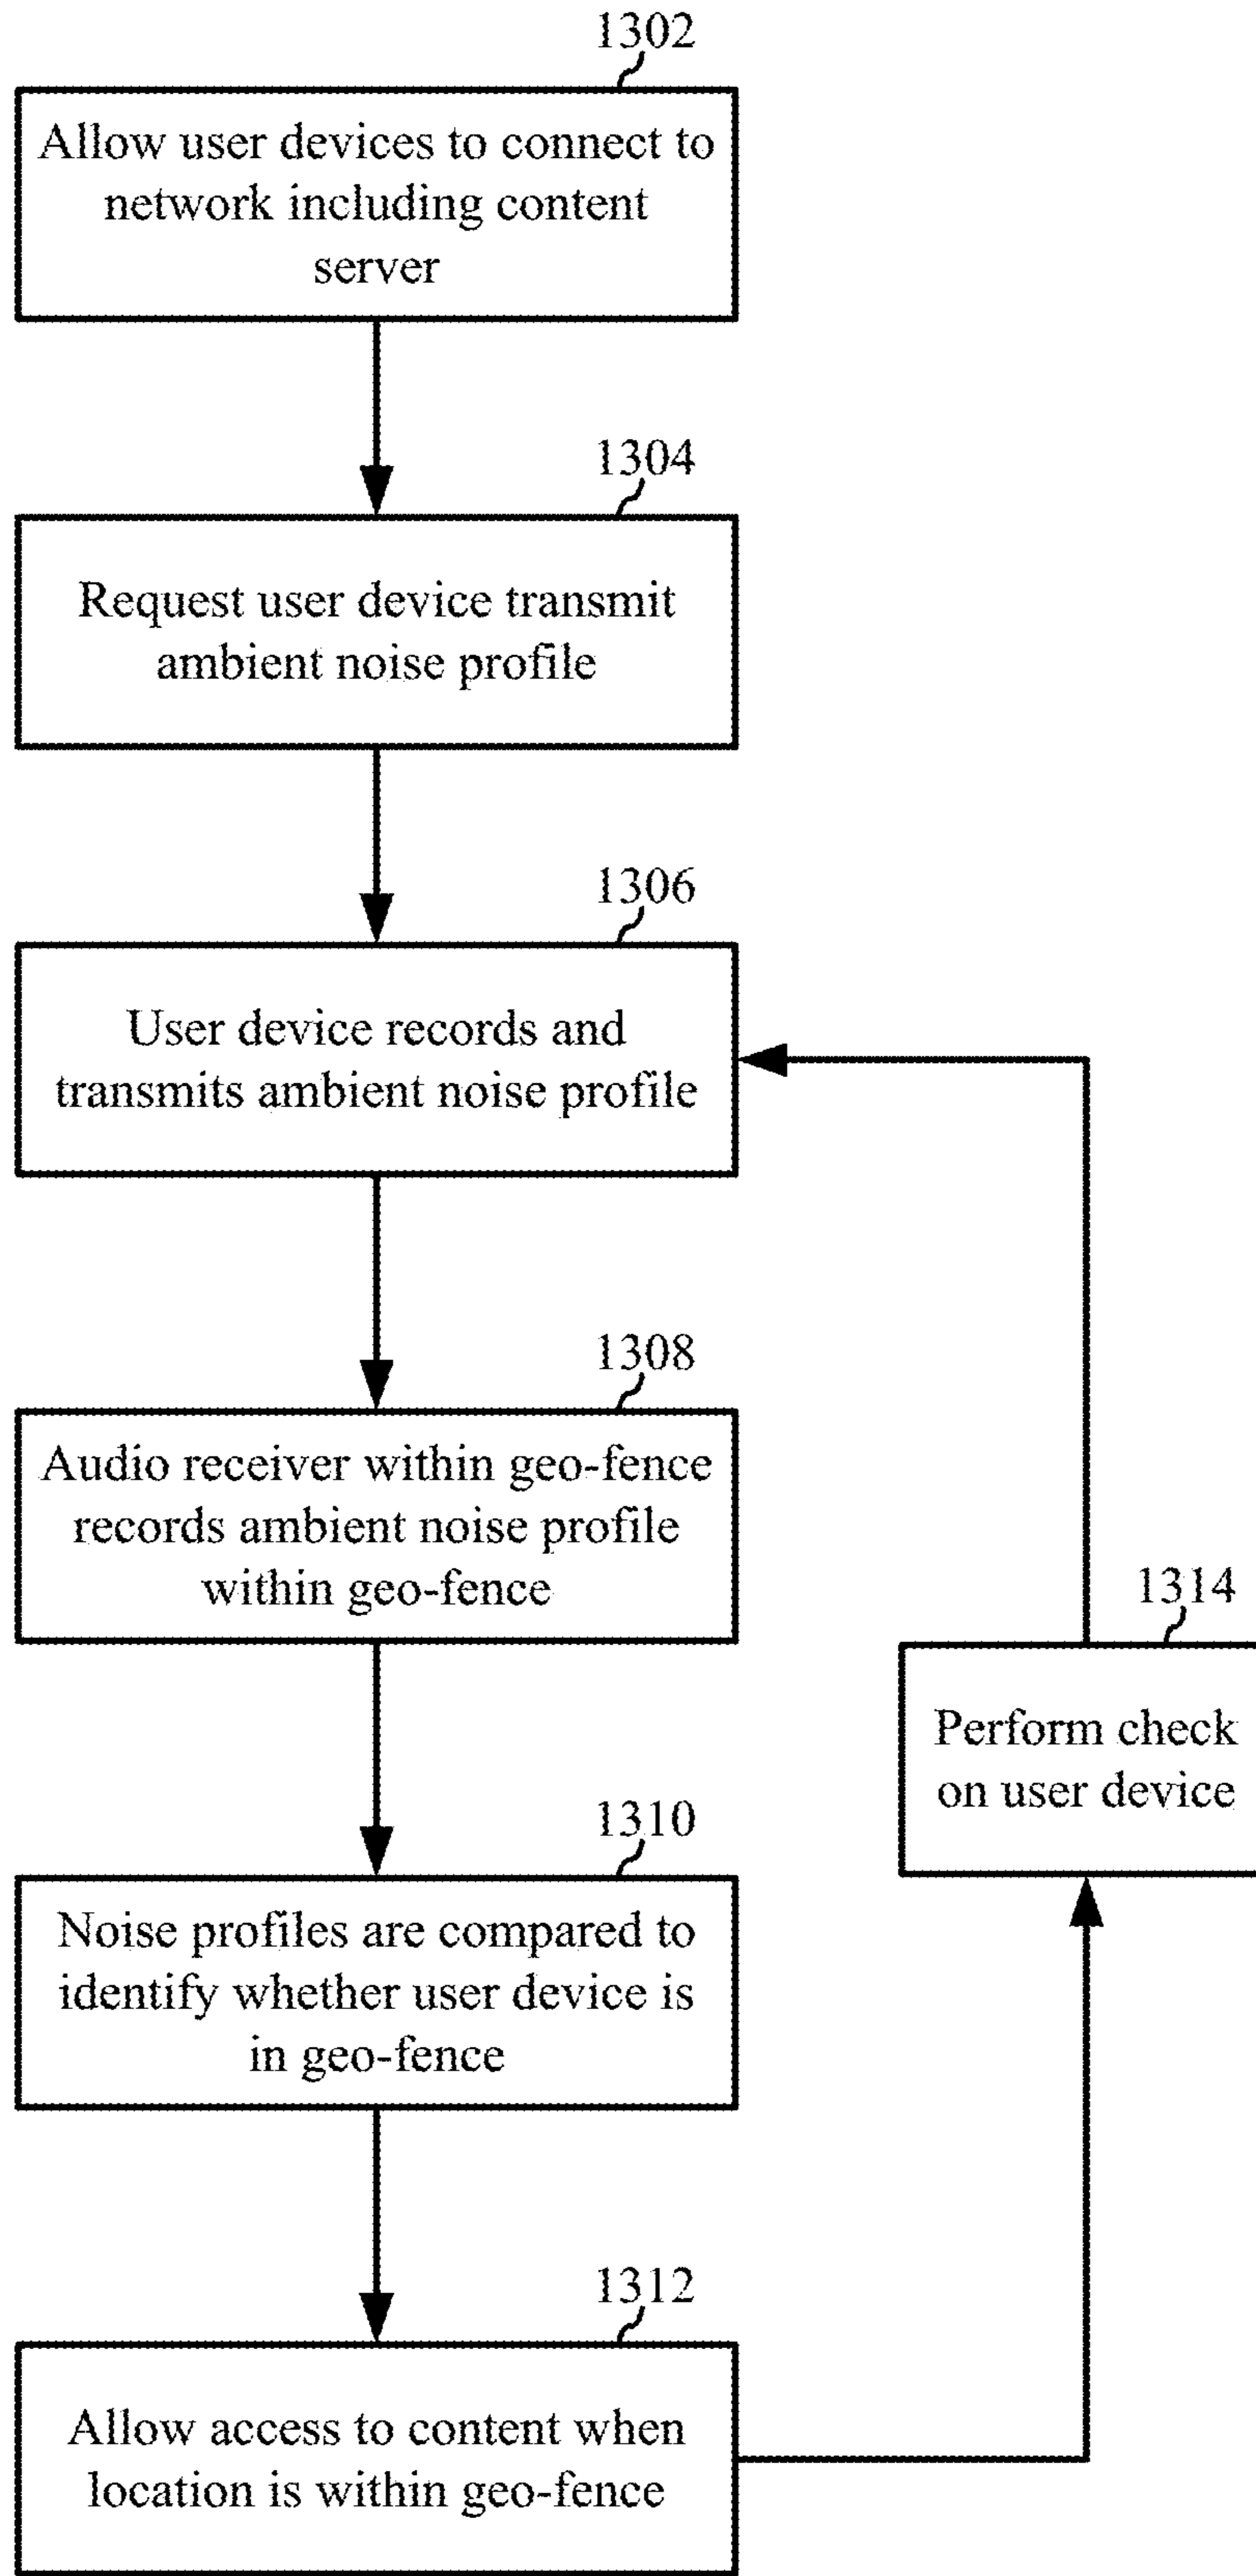 1302
Allow user devices to connect to
network including content
server
1304
Request user device transmit
ambient noise profile
1306
User device records and
transmits ambient noise profile
1308
Audio receiver within geo-fence
records ambient noise profile
within geo-fence
1310
Noise profiles are compared to
identify whether user device is
in geo-fence
1312
Allow access to content when
location is within geo-fence
1314
Perform check
on user device